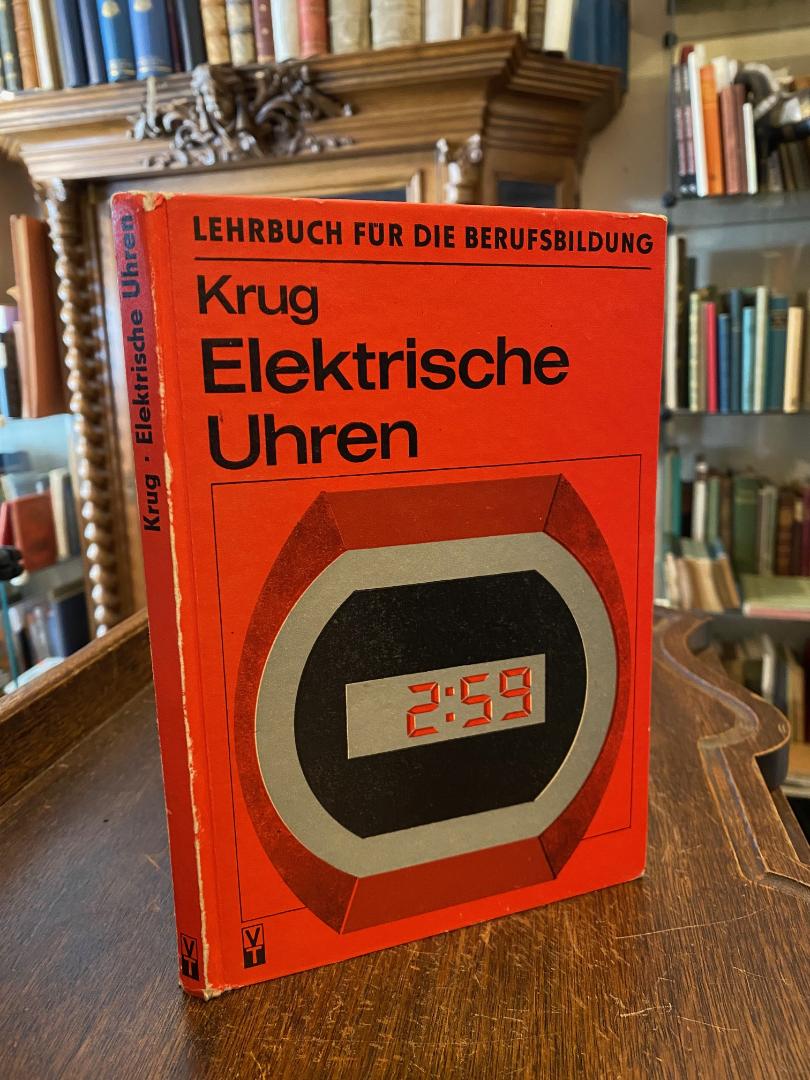 LEHRBUCH FÜR DIE BERUFSBILDUNG
Krug
Elektrische
Uhren
2:59
VT
Krug · Elektrische Uhren
VT